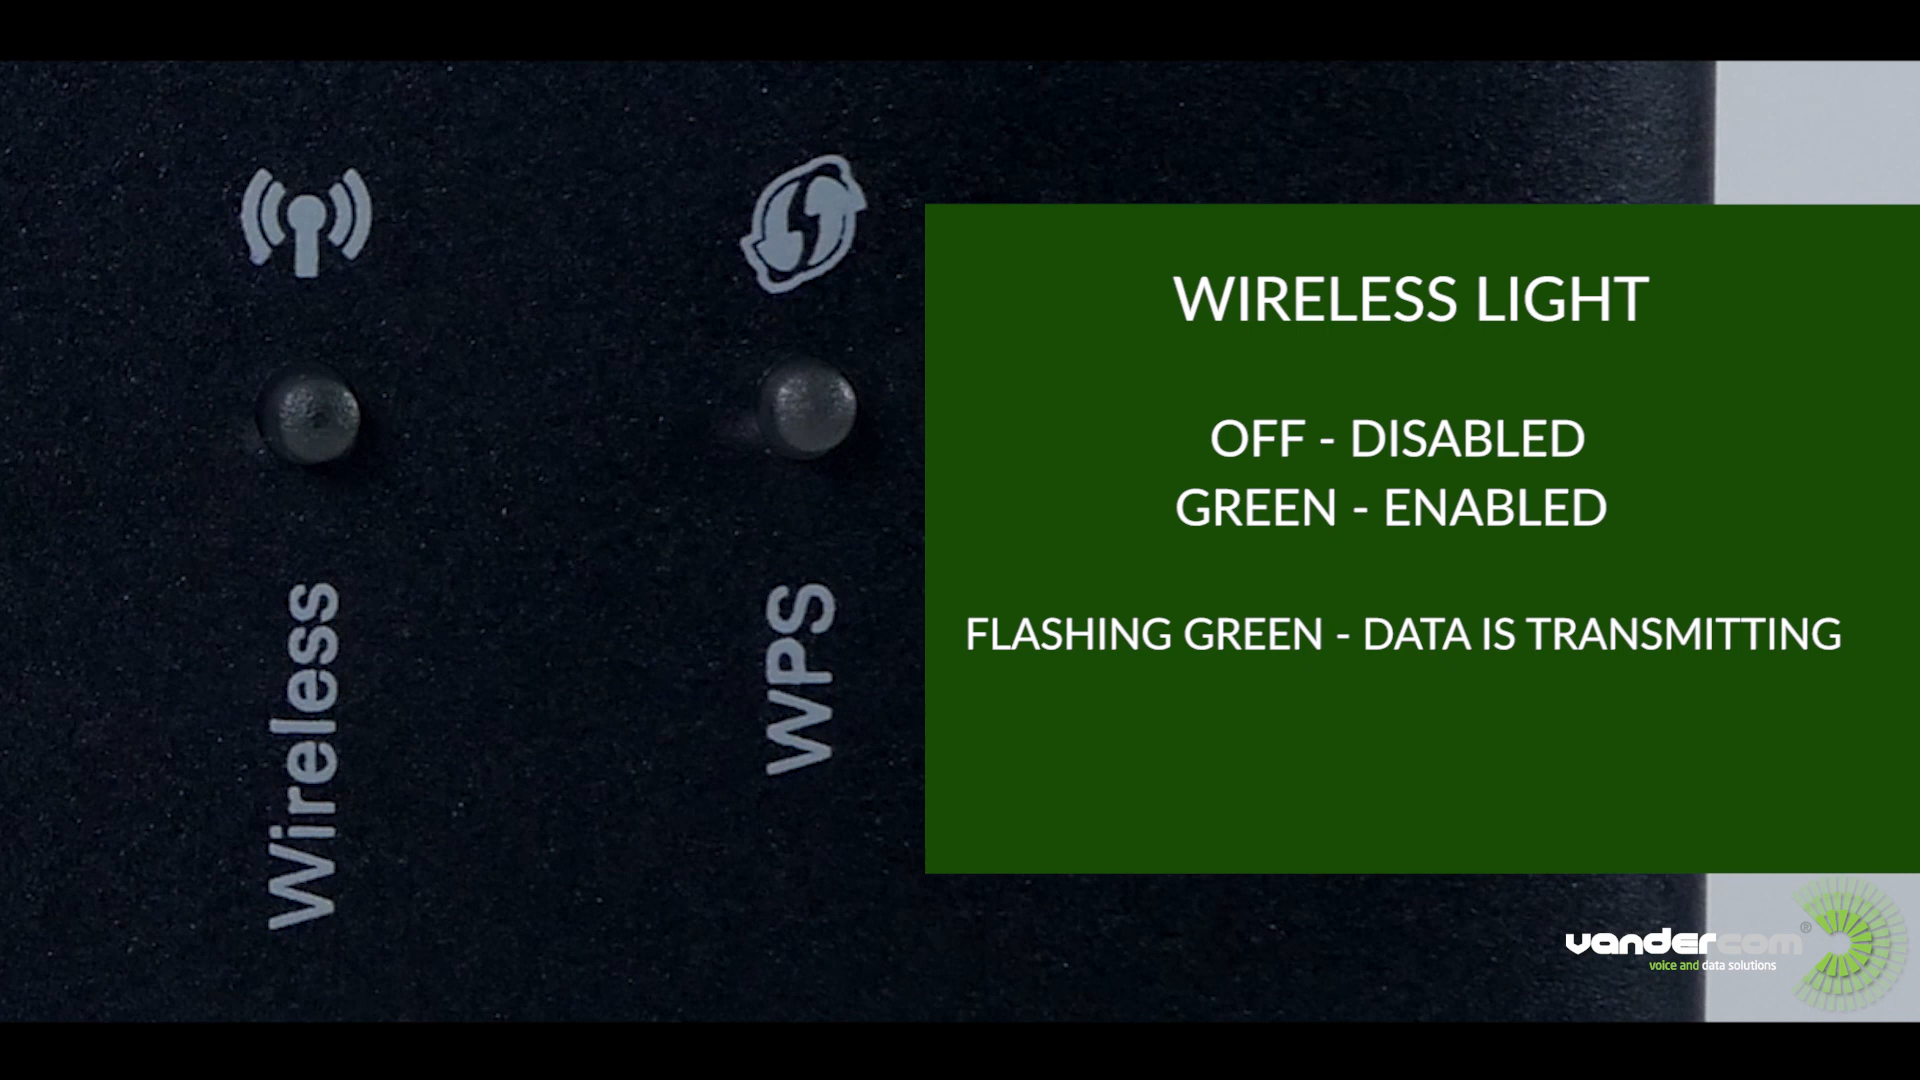 Wireless
WPS
WIRELESS LIGHT
OFF - DISABLED
GREEN - ENABLED
FLASHING GREEN - DATA IS TRANSMITTING
vandercom®
voice and data solutions